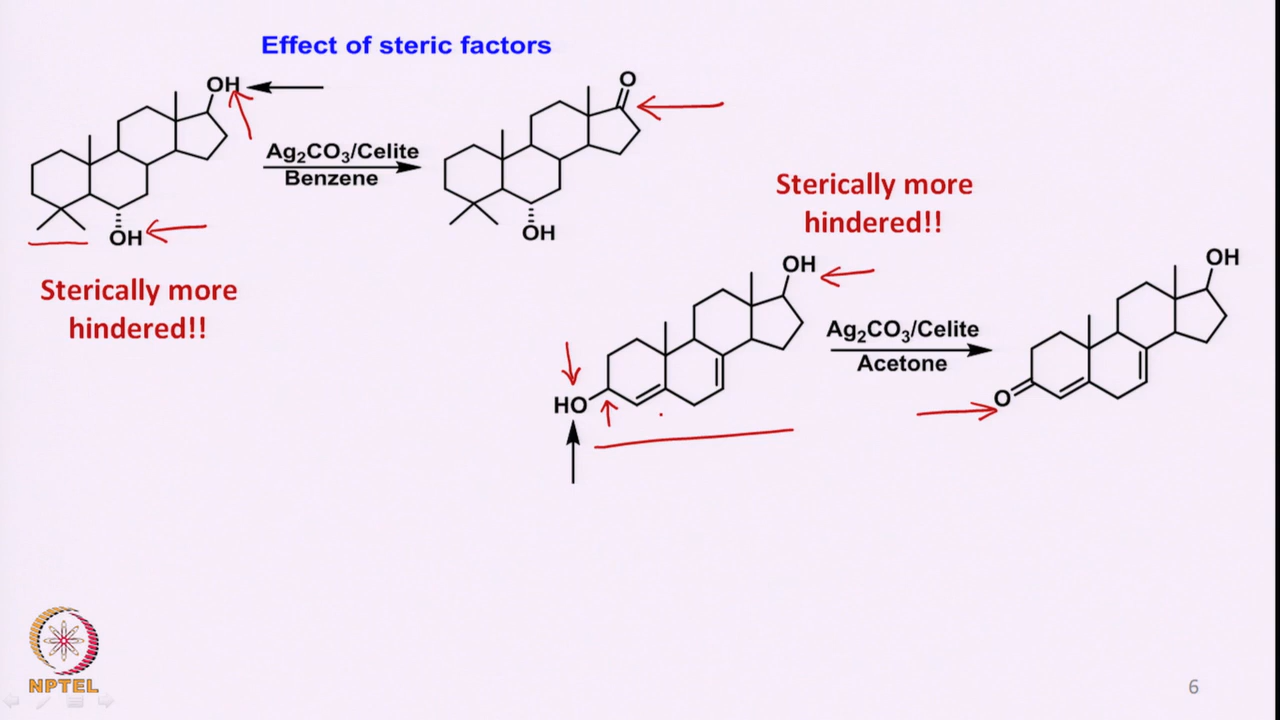 Effect of steric factors
OH
Ag2CO3/Celite
Benzene
OH
O
OH
Sterically more
hindered!!
Sterically more
hindered!!
OH
HO
Ag2CO3/Celite
Acetone
OH
O
NPTEL
6